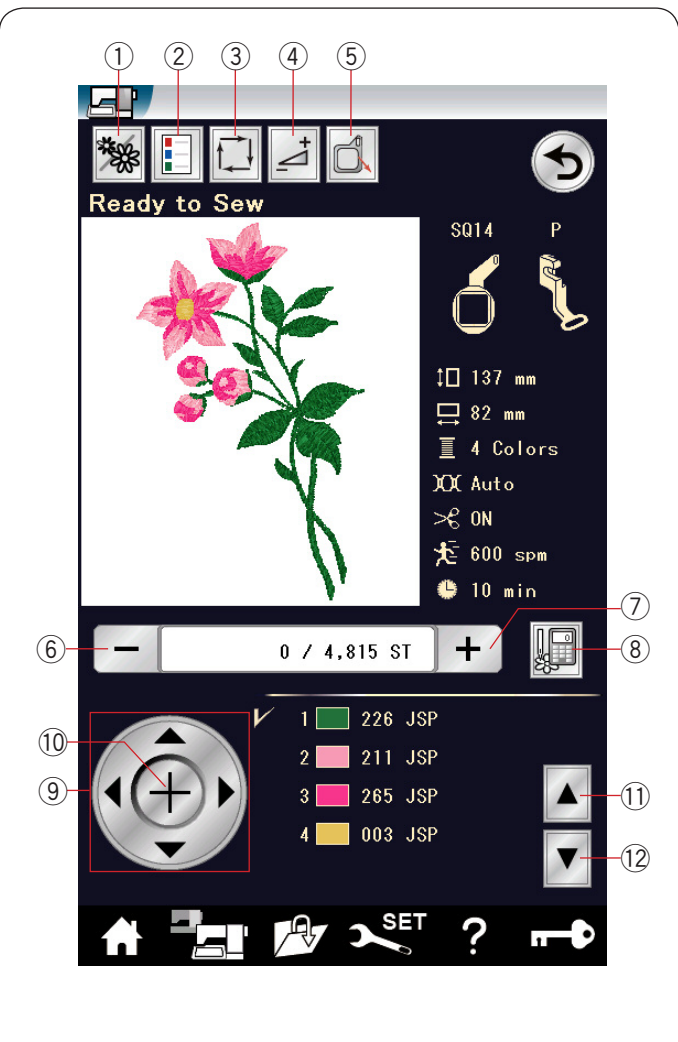 ① ② ③ ④ ⑤
Ready to Sew
SQ14 P
137 mm
82 mm
4 Colors
Auto
ON
600 spm
10 min
⑥ − 0 / 4,815 ST + ⑦
⑧
⑨
⑩
1 226 JSP
2 211 JSP
3 265 JSP
4 003 JSP
⑪
⑫
SET
?